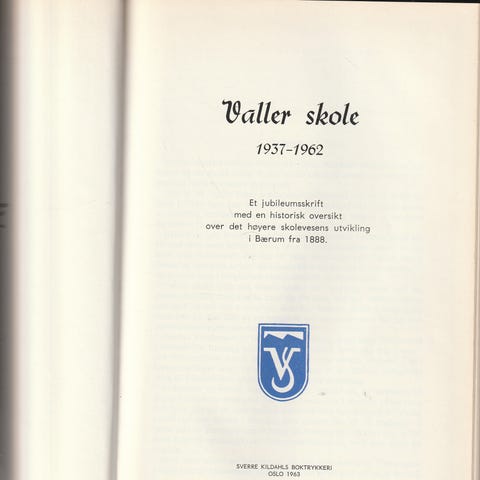 Valler skole
1937-1962
Et jubileumsskrift
med en historisk oversikt
over det høyere skolevesens utvikling
i Bærum fra 1888.
VS
SVERRE KILDAHLS BOKTRYKKERI
OSLO 1963